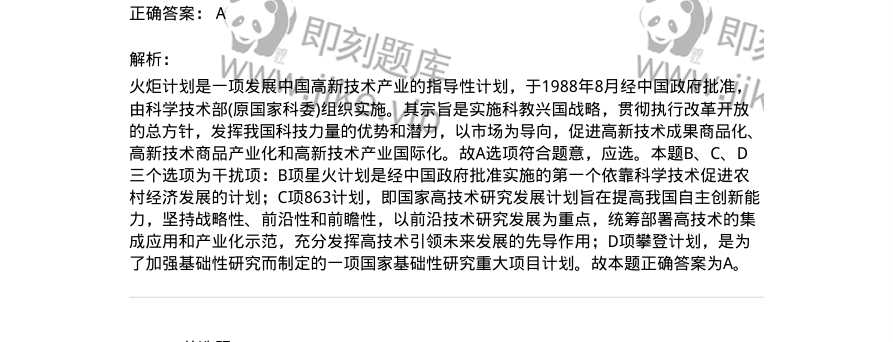 正确答案： A
解析：
火炬计划是一项发展中国高新技术产业的指导性计划，于1988年8月经中国政府批准，
由科学技术部(原国家科委)组织实施。其宗旨是实施科教兴国战略，贯彻执行改革开放
的总方针，发挥我国科技力量的优势和潜力，以市场为导向，促进高新技术成果商品化、
高新技术商品产业化和高新技术产业国际化。故A选项符合题意，应选。本题B、C、D
三个选项为干扰项：B项星火计划是经中国政府批准实施的第一个依靠科学技术促进农
村经济发展的计划；C项863计划，即国家高技术研究发展计划旨在提高我国自主创新能
力，坚持战略性、前沿性和前瞻性，以前沿技术研究发展为重点，统筹部署高技术的集
成应用和产业化示范，充分发挥高技术引领未来发展的先导作用；D项攀登计划，是为
了加强基础性研究而制定的一项国家基础性研究重大项目计划。故本题正确答案为A。
即刻题库
即刻